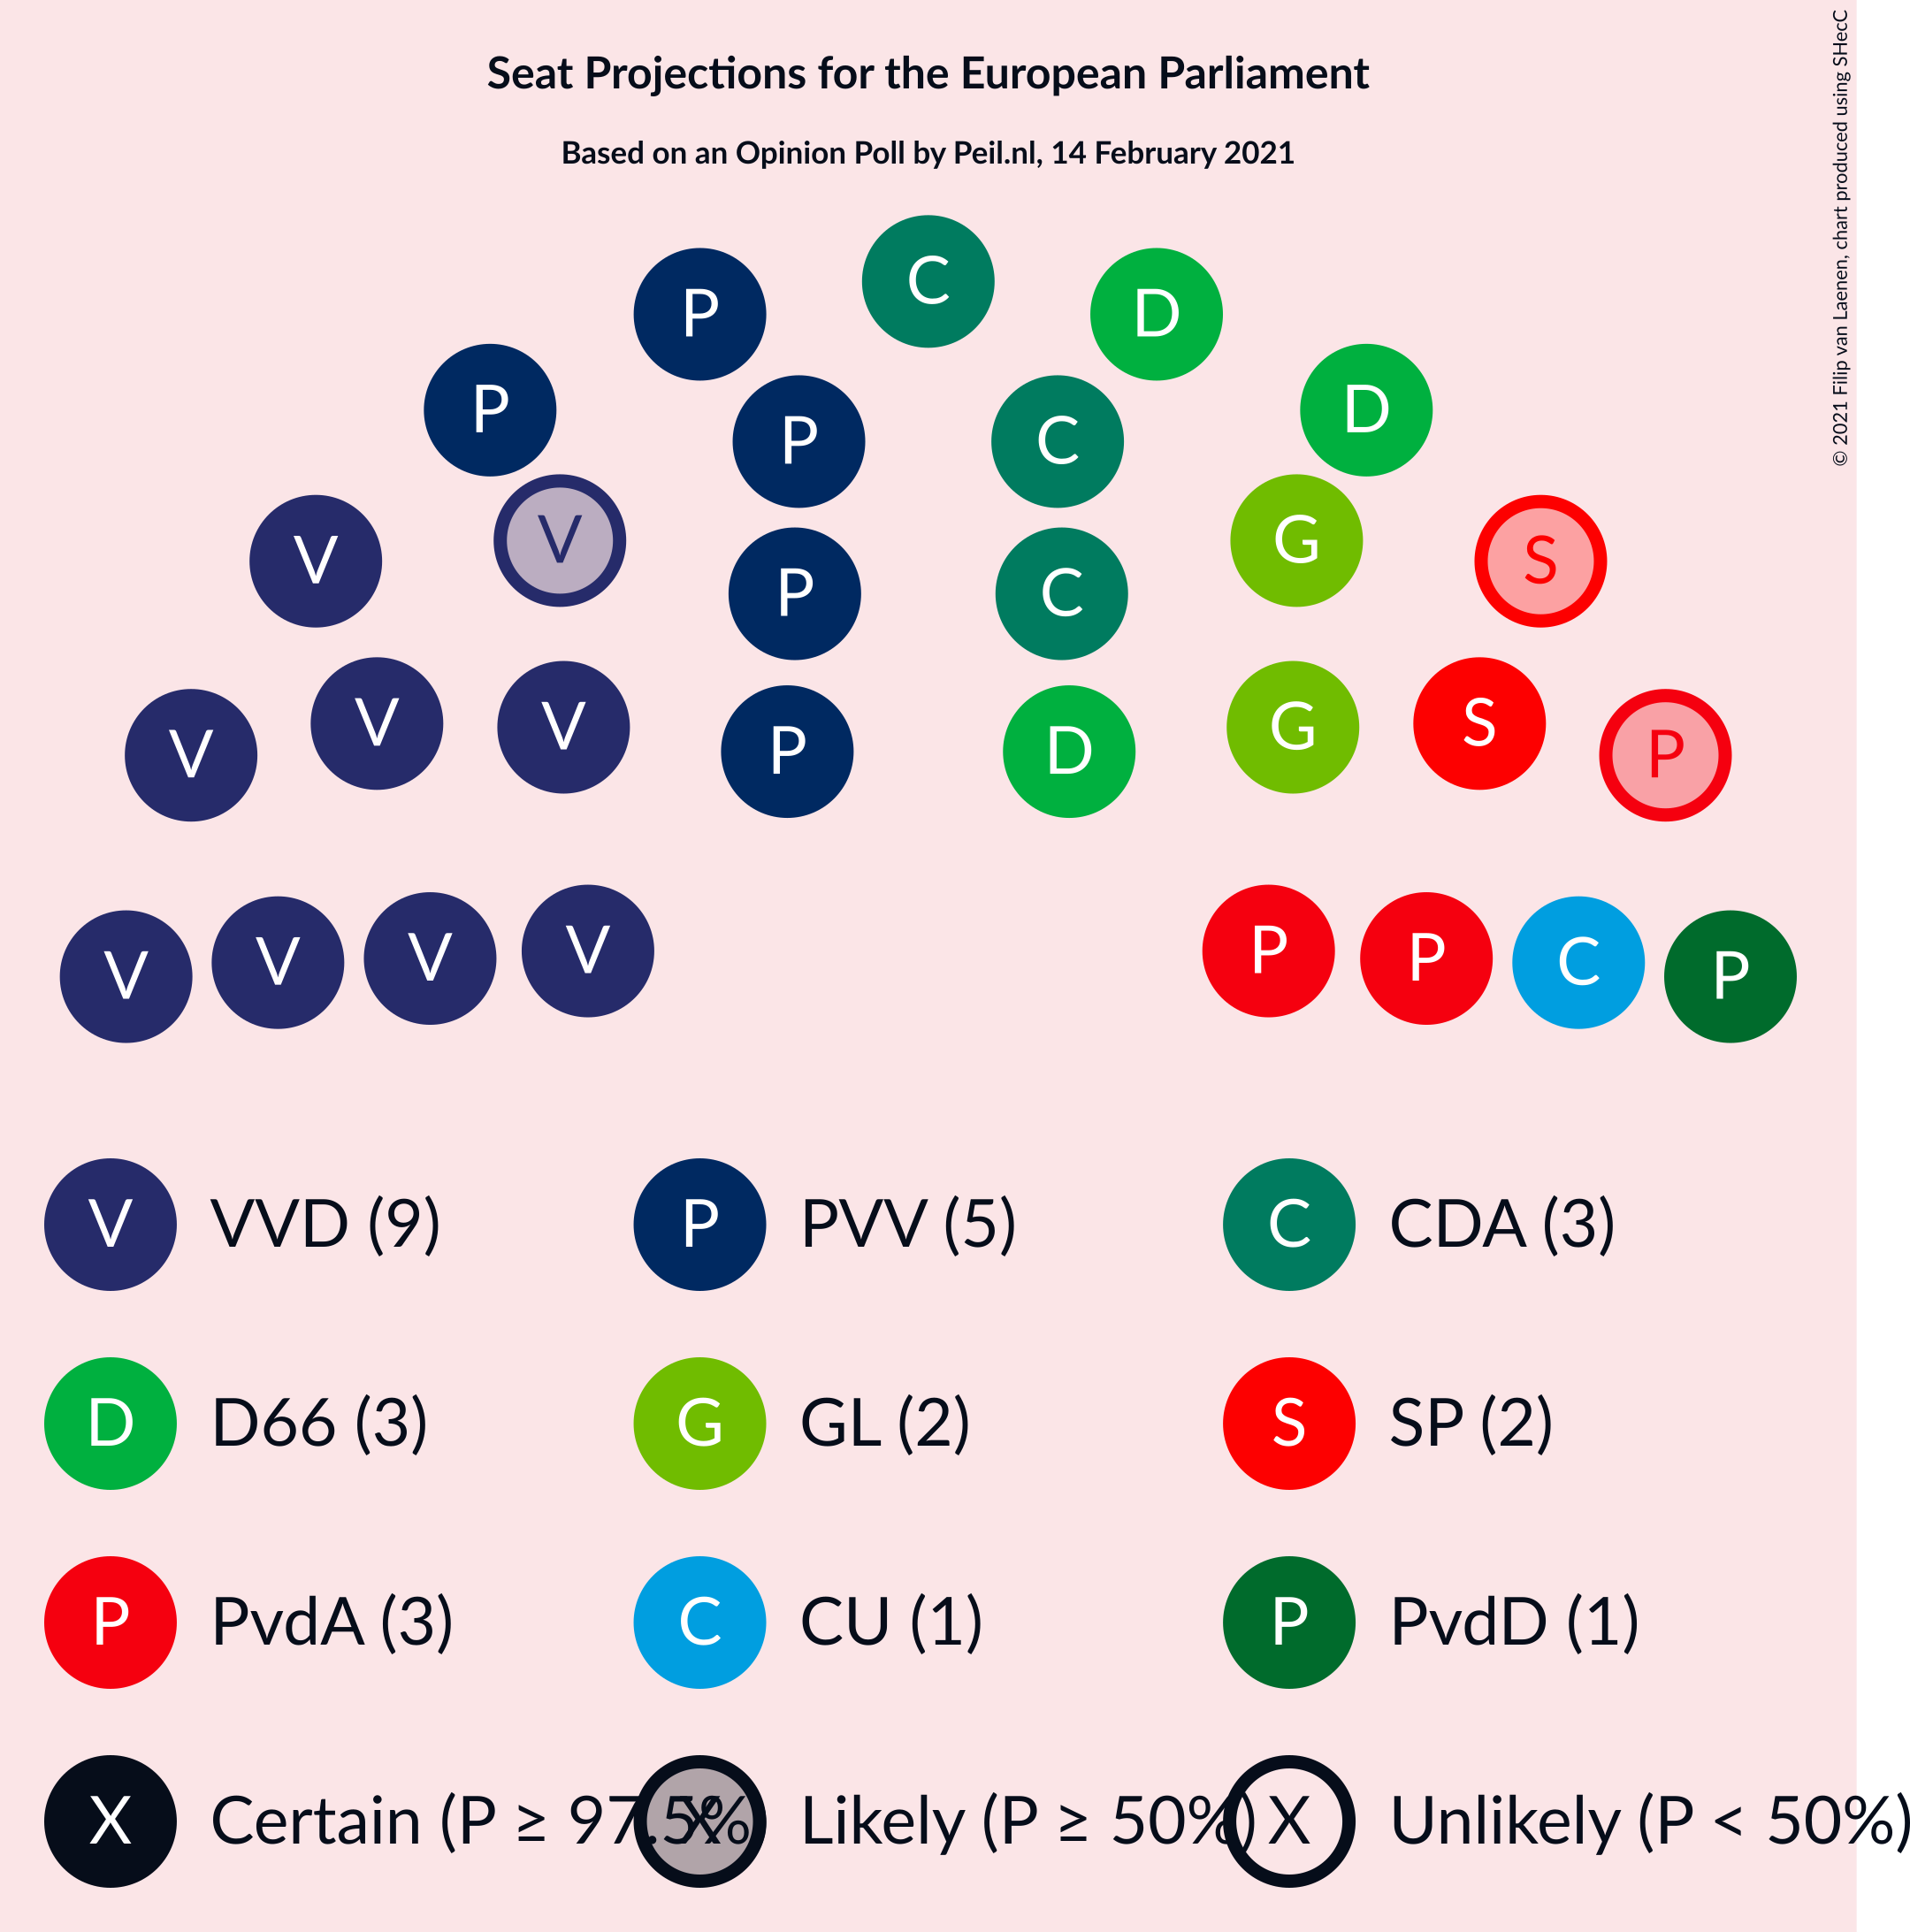 Seat Projections for the European Parliament
Based on an Opinion Poll by Peil.nl, 14 February 2021
© 2021 Filip van Laenen, chart produced using SHecC
C
P D
P D
P C
V G
V S
P C
V G
V S
V P
P D
V P
V P
V C
V P
V VVD (9) P PVV (5) C CDA (3)
D D66 (3) G GL (2) S SP (2)
P PvdA (3) C CU (1) P PvdD (1)
X Certain (P ≥ 97.5%) X Likely (P ≥ 50%) X Unlikely (P < 50%)